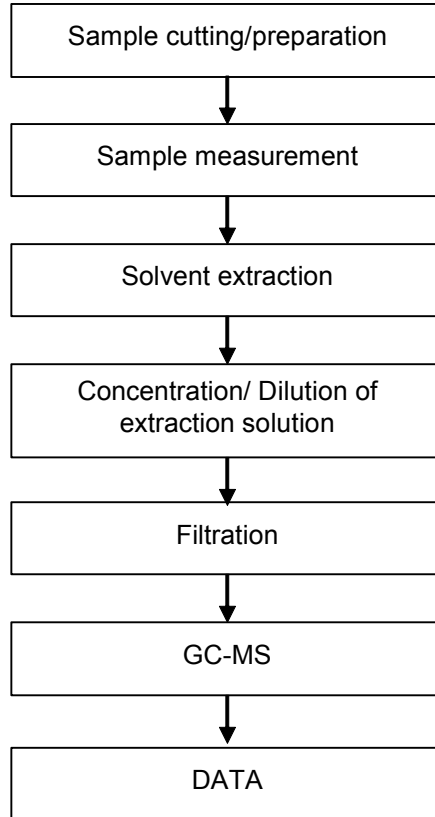 Sample cutting/preparation
Sample measurement
Solvent extraction
Concentration/ Dilution of
extraction solution
Filtration
GC-MS
DATA